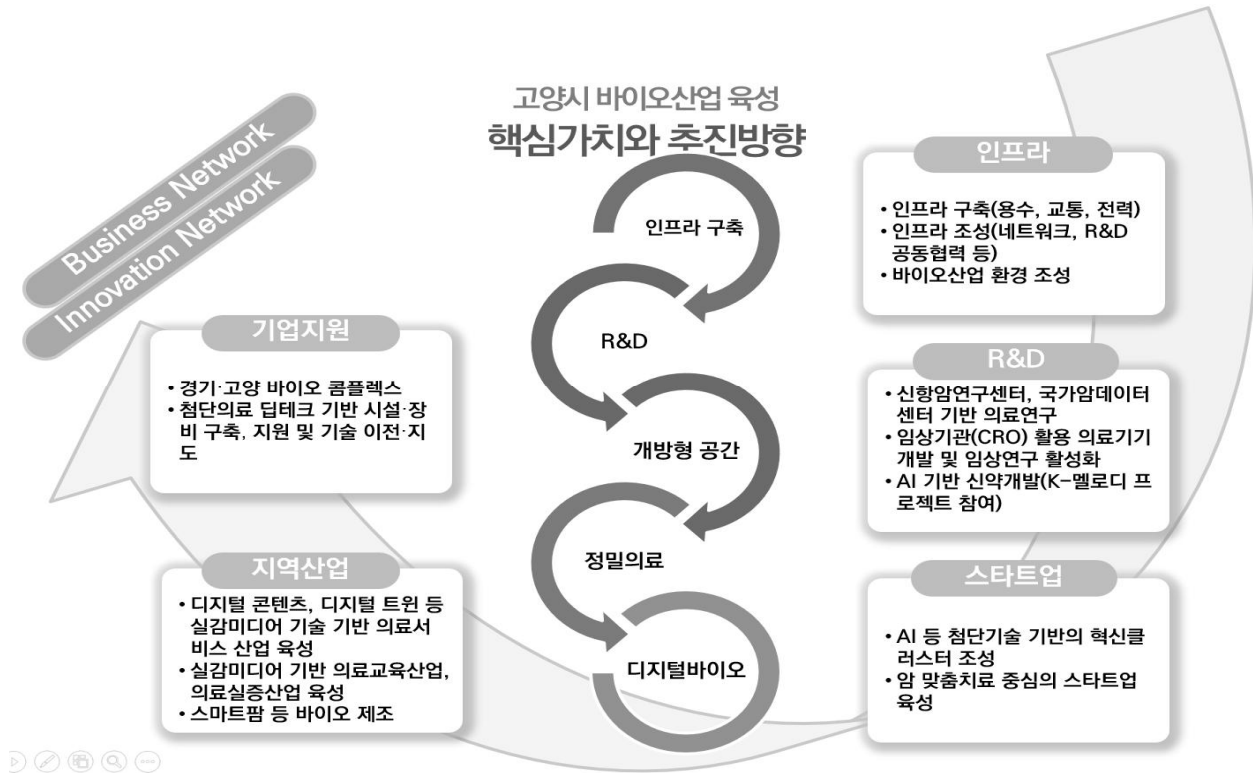 고양시 바이오산업 육성
핵심가치와 추진방향
Business Network
Innovation Network
인프라 구축
R&D
개방형 공간
정밀의료
디지털바이오
인프라
• 인프라 구축(용수, 교통, 전력)
• 인프라 조성(네트워크, R&D
공동협력 등)
• 바이오산업 환경 조성
R&D
• 신항암연구센터, 국가암데이터
센터 기반 의료연구
• 임상기관(CRO) 활용 의료기기
개발 및 임상연구 활성화
• AI 기반 신약개발(K-멜로디 프
로젝트 참여)
스타트업
• AI 등 첨단기술 기반의 혁신클
러스터 조성
• 암 맞춤치료 중심의 스타트업
육성
지역산업
• 디지털 콘텐츠, 디지털 트윈 등
실감미디어 기술 기반 의료서
비스 산업 육성
• 실감미디어 기반 의료교육산업,
의료실증산업 육성
• 스마트팜 등 바이오 제조
기업지원
• 경기·고양 바이오 콤플렉스
• 첨단의료 딥테크 기반 시설·장
비 구축, 지원 및 기술 이전·지
도